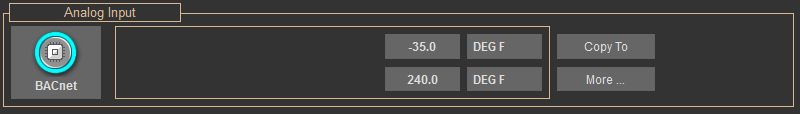 Analog Input
-35.0 DEG F Copy To
BACnet
240.0 DEG F More ...